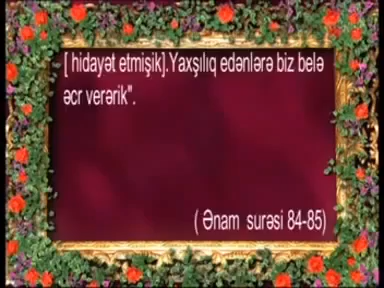 [ hidayət etmişik].Yaxşılıq edənlərə biz belə
əcr verərik".
( Ənam surəsi 84-85)